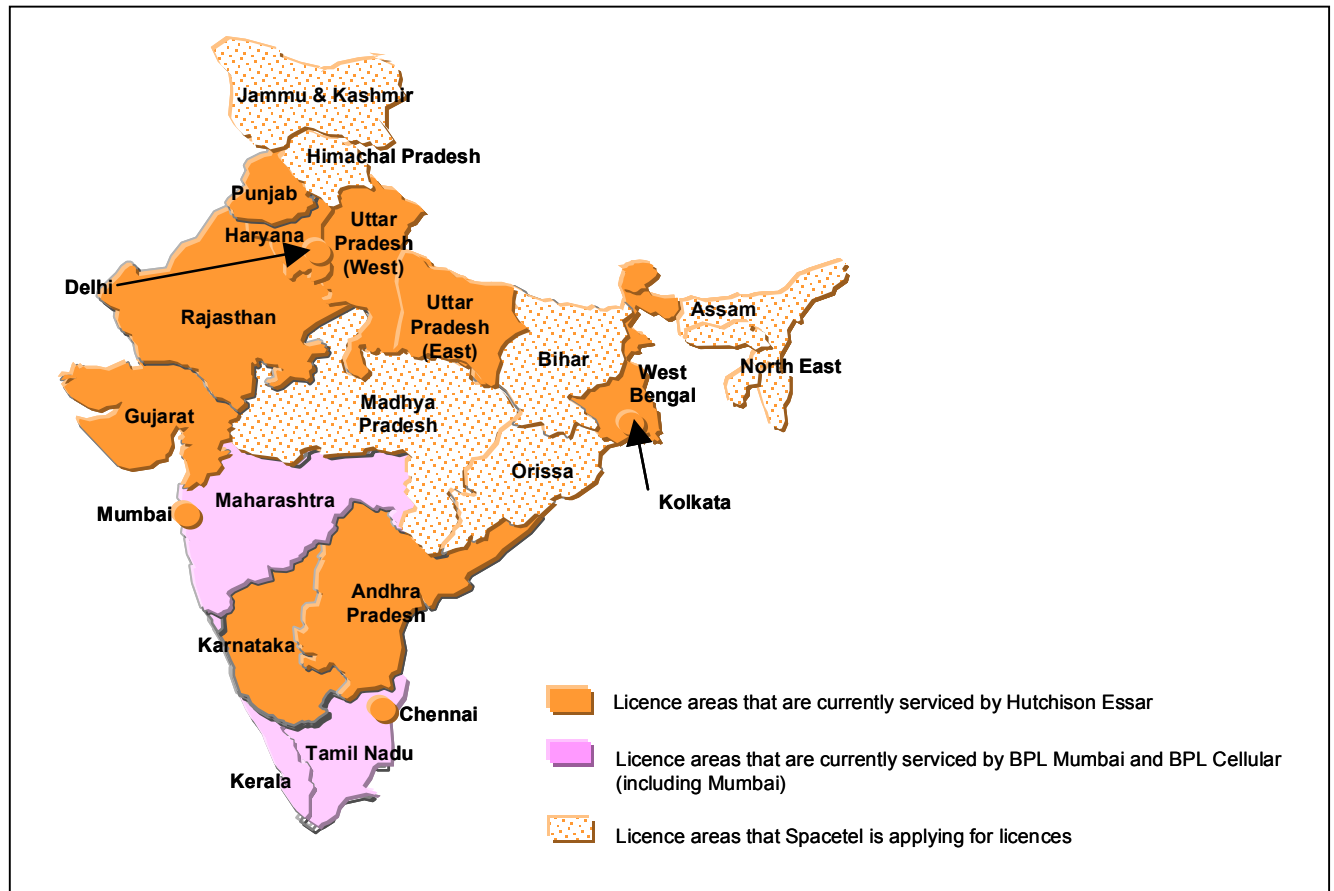 Jammu & Kashmir
Himachal Pradesh
Punjab
Haryana
Uttar
Pradesh
(West)
Delhi
Rajasthan
Uttar
Pradesh
(East)
Assam
Bihar
North East
West
Bengal
Gujarat
Madhya
Pradesh
Orissa
Maharashtra
Kolkata
Mumbai
Andhra
Pradesh
Karnataka
Chennai
Tamil Nadu
Kerala
Licence areas that are currently serviced by Hutchison Essar
Licence areas that are currently serviced by BPL Mumbai and BPL Cellular
(including Mumbai)
Licence areas that Spacetel is applying for licences